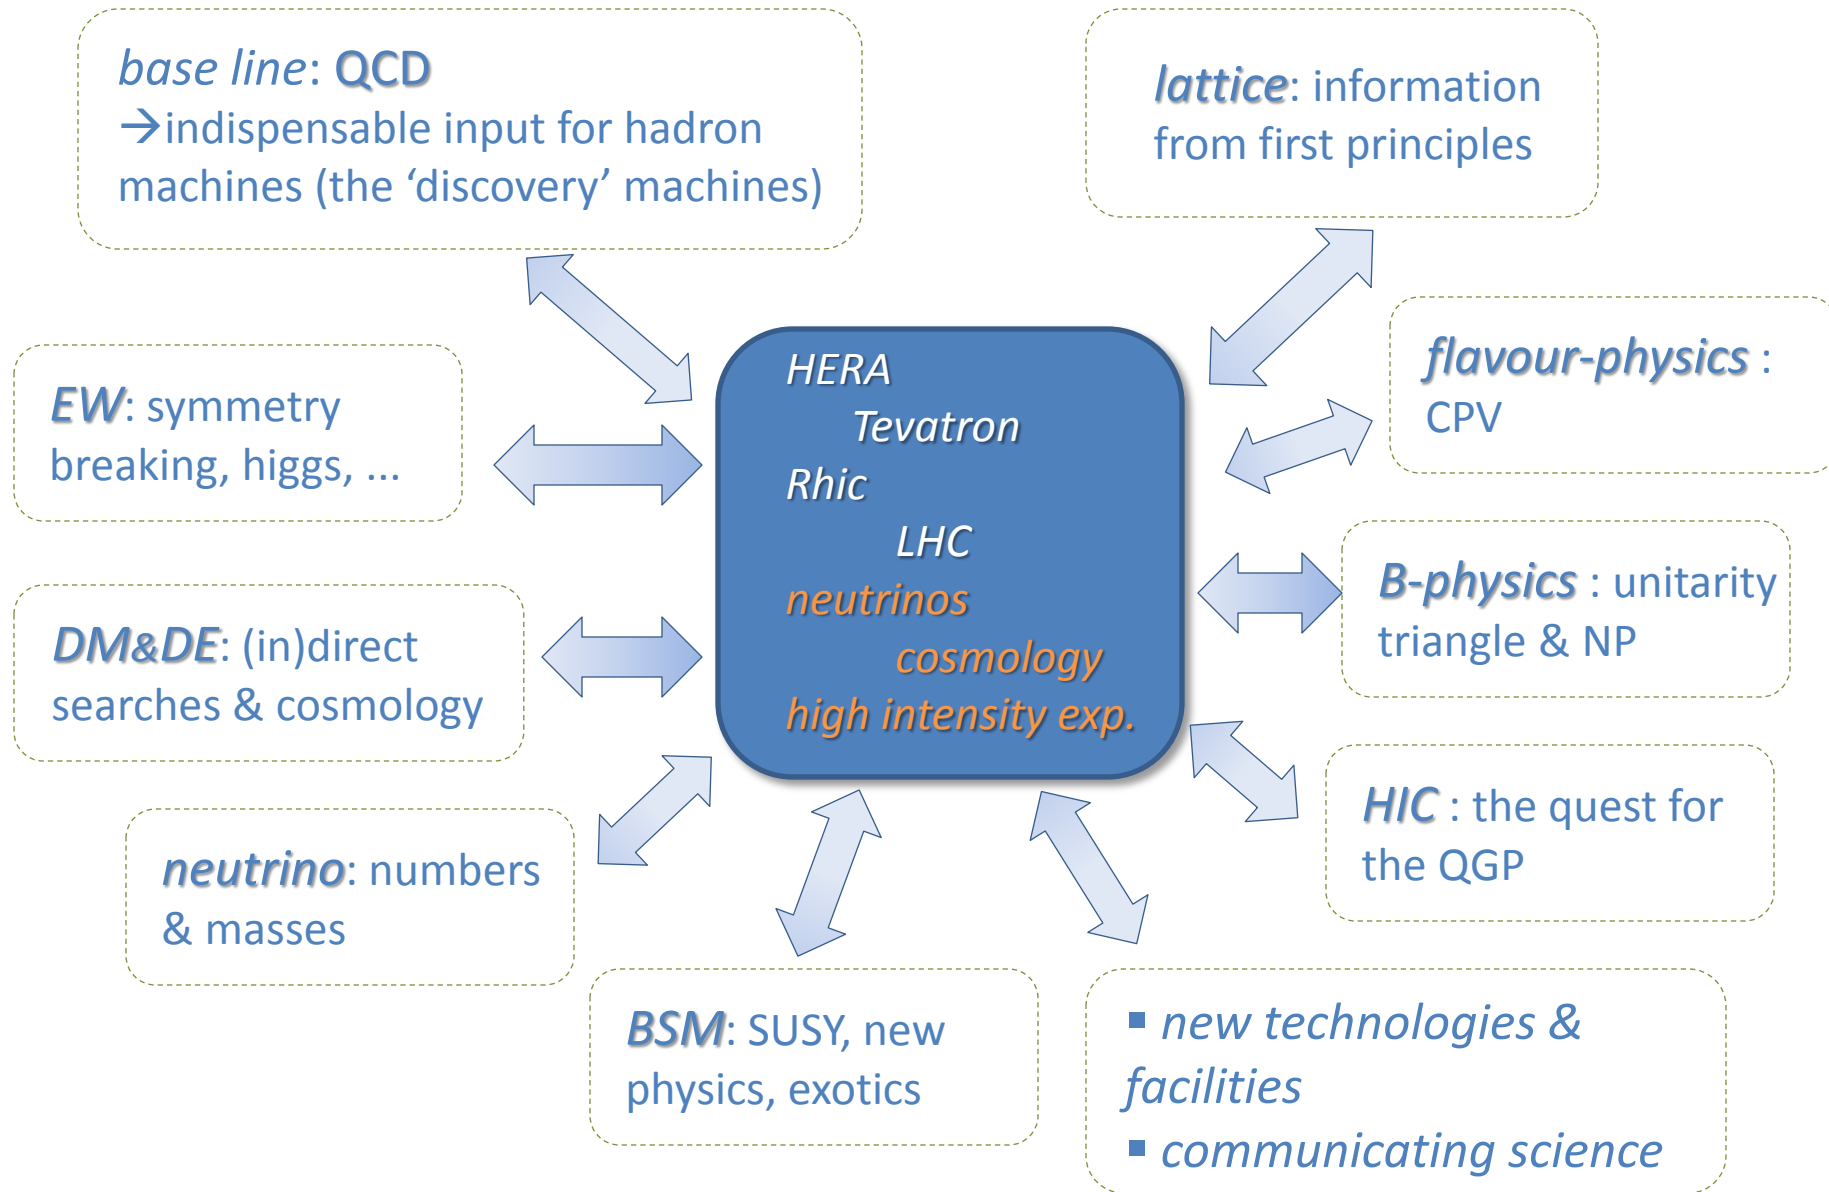 base line: QCD
→indispensable input for hadron
machines (the ‘discovery’ machines)
lattice: information
from first principles
EW: symmetry
breaking, higgs, ...
HERA
Tevatron
Rhic
LHC
neutrinos
cosmology
high intensity exp.
flavour-physics :
CPV
DM&DE: (in)direct
searches & cosmology
B-physics : unitarity
triangle & NP
neutrino: numbers
& masses
HIC : the quest for
the QGP
BSM: SUSY, new
physics, exotics
▪ new technologies &
facilities
▪ communicating science